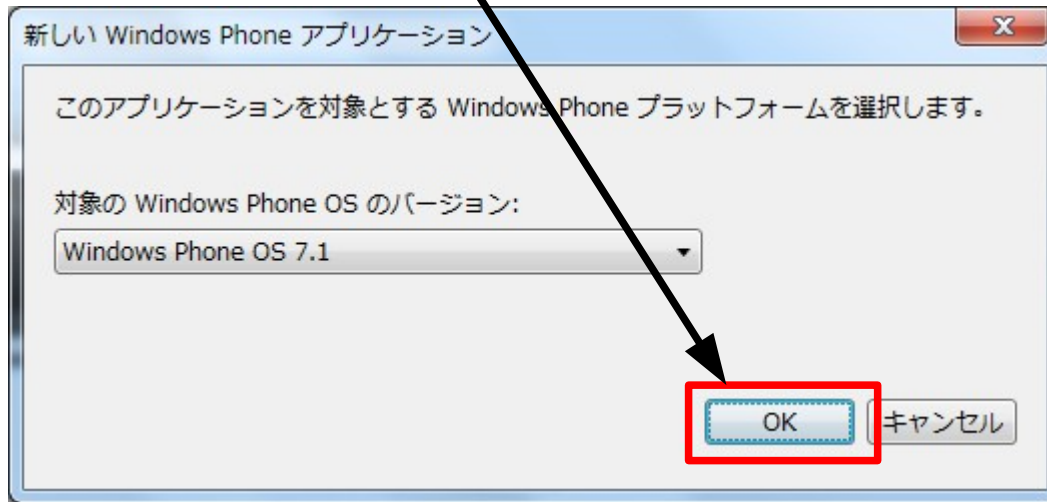 新しい Windows Phone アプリケーション
このアプリケーションを対象とする Windows Phone プラットフォームを選択します。
対象の Windows Phone OS のバージョン:
Windows Phone OS 7.1
OK キャンセル